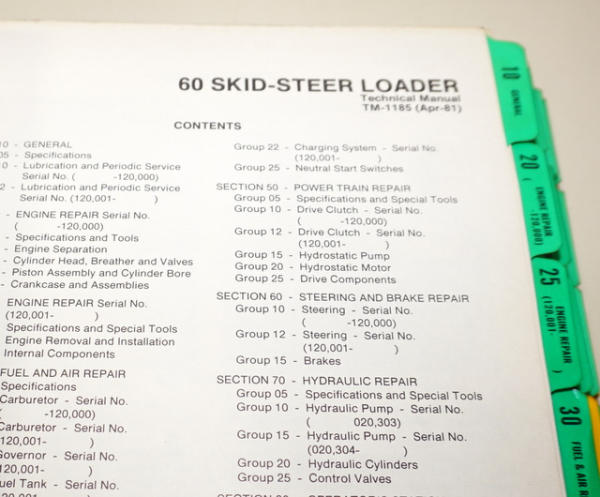 60 SKID-STEER LOADER
Technical Manual
TM-1185 (Apr-81)
CONTENTS
10 - GENERAL
05 - Specifications
10 - Lubrication and Periodic Service
Serial No. ( -120,000)
2 - Lubrication and Periodic Service
Serial No. (120,001- )
- ENGINE REPAIR Serial No.
( -120,000)
- Specifications and Tools
- Engine Separation
- Cylinder Head, Breather and Valves
- Piston Assembly and Cylinder Bore
- Crankcase and Assemblies
ENGINE REPAIR Serial No.
(120,001- )
Specifications and Special Tools
Engine Removal and Installation
Internal Components
FUEL AND AIR REPAIR
Specifications
Carburetor - Serial No.
( -120,000)
Carburetor - Serial No.
120,001- )
Governor - Serial No.
120,001- )
Fuel Tank - Serial No.
Group 22 - Charging System - Serial No.
(120,001- )
Group 25 - Neutral Start Switches
SECTION 50 - POWER TRAIN REPAIR
Group 05 - Specifications and Special Tools
Group 10 - Drive Clutch - Serial No.
( -120,000)
Group 12 - Drive Clutch - Serial No.
(120,001- )
Group 15 - Hydrostatic Pump
Group 20 - Hydrostatic Motor
Group 25 - Drive Components
SECTION 60 - STEERING AND BRAKE REPAIR
Group 10 - Steering - Serial No.
( -120,000)
Group 12 - Steering - Serial No.
(120,001- )
Group 15 - Brakes
SECTION 70 - HYDRAULIC REPAIR
Group 05 - Specifications and Special Tools
Group 10 - Hydraulic Pump - Serial No.
( 020,303)
Group 15 - Hydraulic Pump - Serial No.
(020,304- )
Group 20 - Hydraulic Cylinders
Group 25 - Control Valves
10
GENERAL
20
ENGINE REPAIR
-120,000)
25
ENGINE REPAIR
(120,001- )
30
FUEL & AIR